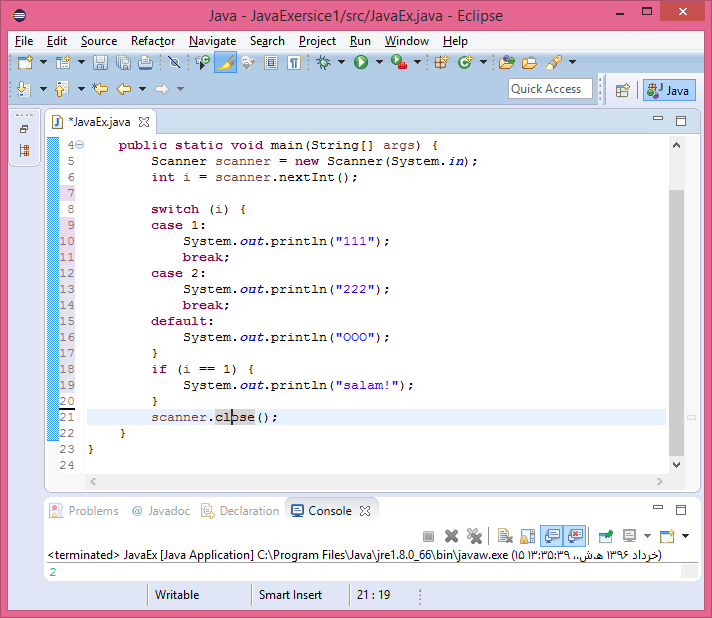 Java - JavaExersice1/src/JavaEx.java - Eclipse
File Edit Source Refactor Navigate Search Project Run Window Help
Quick Access
Java
*JavaEx.java
4 public static void main(String[] args) {
5 Scanner scanner = new Scanner(System.in);
6 int i = scanner.nextInt();
7
8 switch (i) {
9 case 1:
10 System.out.println("111");
11 break;
12 case 2:
13 System.out.println("222");
14 break;
15 default:
16 System.out.println("OOO");
17 }
18 if (i == 1) {
19 System.out.println("salam!");
20 }
21 scanner.close();
22 }
23 }
24
Problems @ Javadoc Declaration Console
<terminated> JavaEx [Java Application] C:\Program Files\Java\jre1.8.0_66\bin\javaw.exe (۱۵ خرداد ۱۳۹۶ ه‍.ش.،‏ ۱۳:۳۵:۳۹)
2
Writable Smart Insert 21 : 19